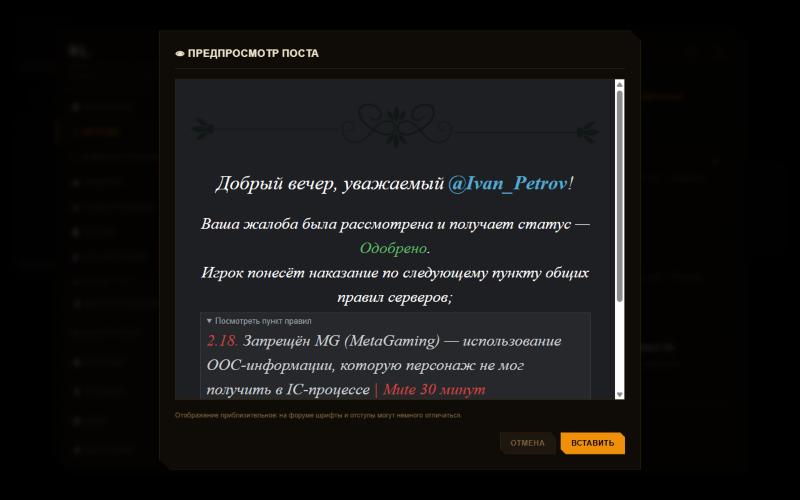 ПРЕДПРОСМОТР ПОСТА
Добрый вечер, уважаемый @Ivan_Petrov!
Ваша жалоба была рассмотрена и получает статус —
Одобрено.
Игрок понесёт наказание по следующему пункту общих
правил серверов;
▼ Посмотреть пункт правил
2.18. Запрещён MG (MetaGaming) — использование
ООС-информации, которую персонаж не мог
получить в IC-процессе | Mute 30 минут
Отображение приблизительное: на форуме шрифты и отступы могут немного отличаться.
ОТМЕНА
ВСТАВИТЬ